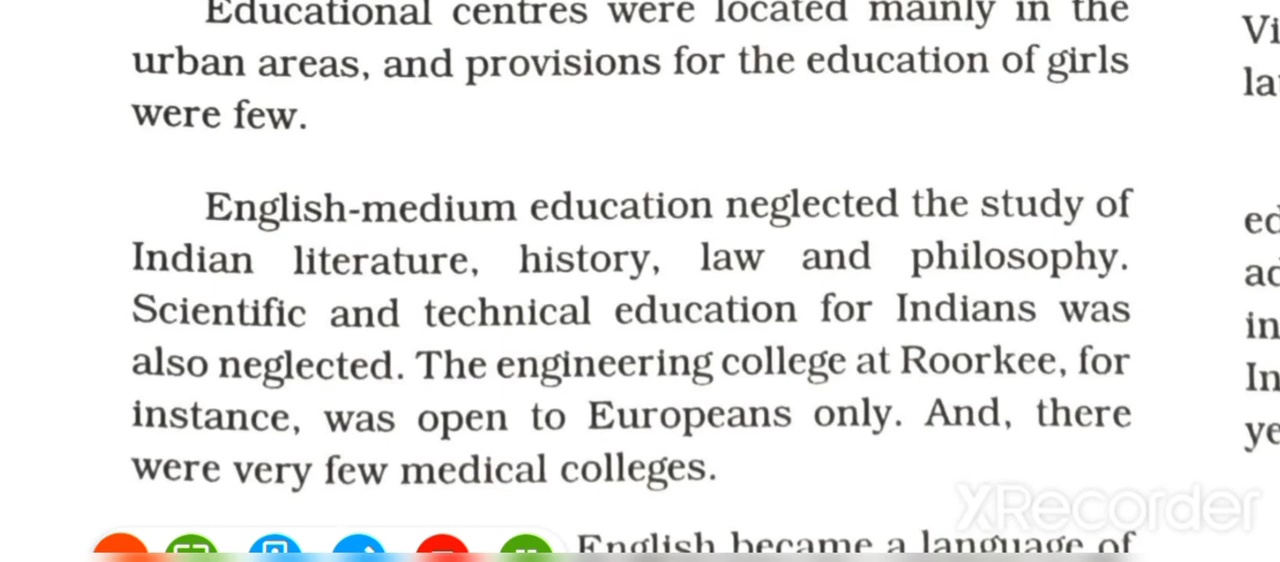 Educational centres were located mainly in the
urban areas, and provisions for the education of girls
were few.
English-medium education neglected the study of
Indian literature, history, law and philosophy.
Scientific and technical education for Indians was
also neglected. The engineering college at Roorkee, for
instance, was open to Europeans only. And, there
were very few medical colleges.
English became a language of
XRecorder